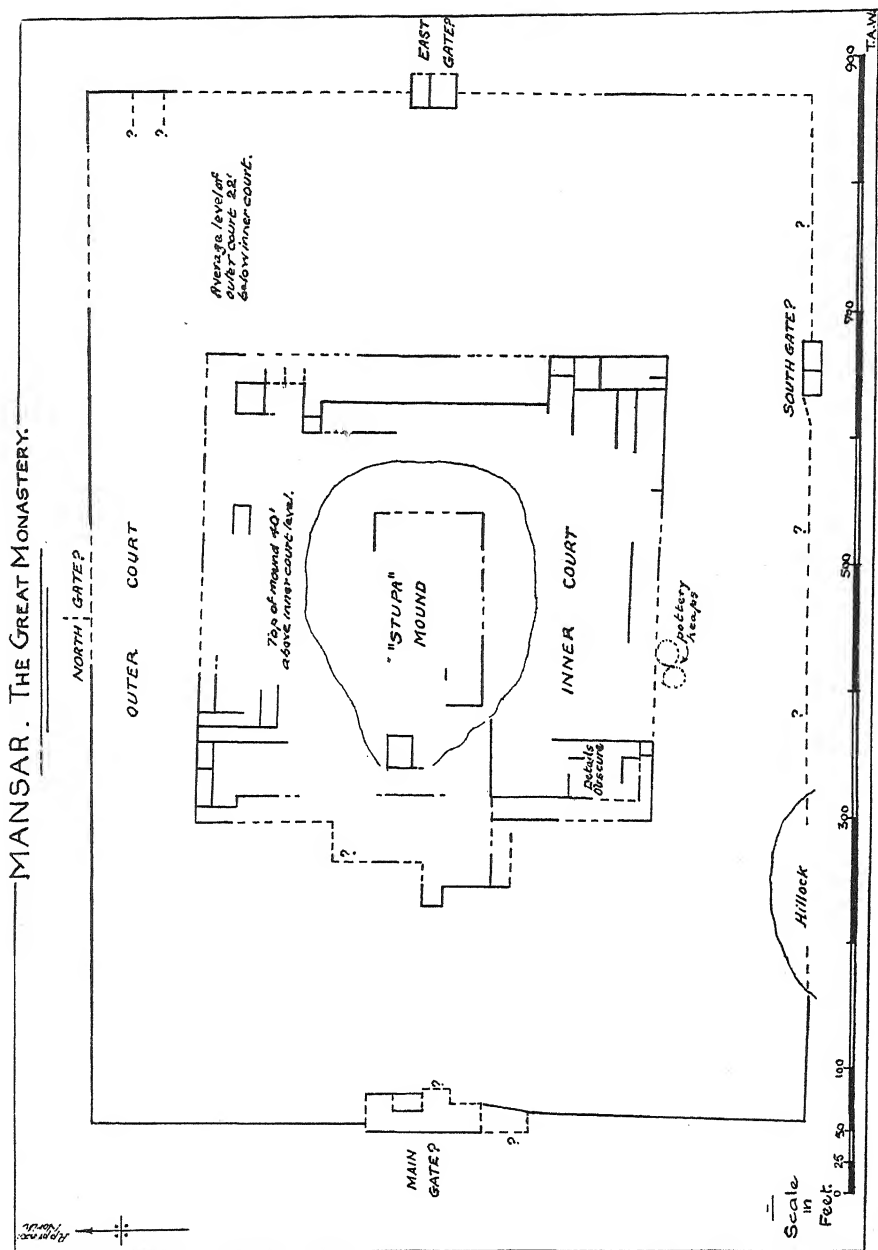 MANSAR. THE GREAT MONASTERY.
Approx:
North
NORTH GATE?
OUTER COURT
Average level of
outer court 22'
below inner court.
?
?
EAST
GATE?
Top of mound 40'
above inner court level.
"STUPA"
MOUND
INNER COURT
?
Details
Obscure
pottery
heaps
MAIN
GATE?
?
?
Hillock
?
?
SOUTH GATE?
?
Scale
in
Feet.
0 25 50 100 300 500 700 900
T.A.W.